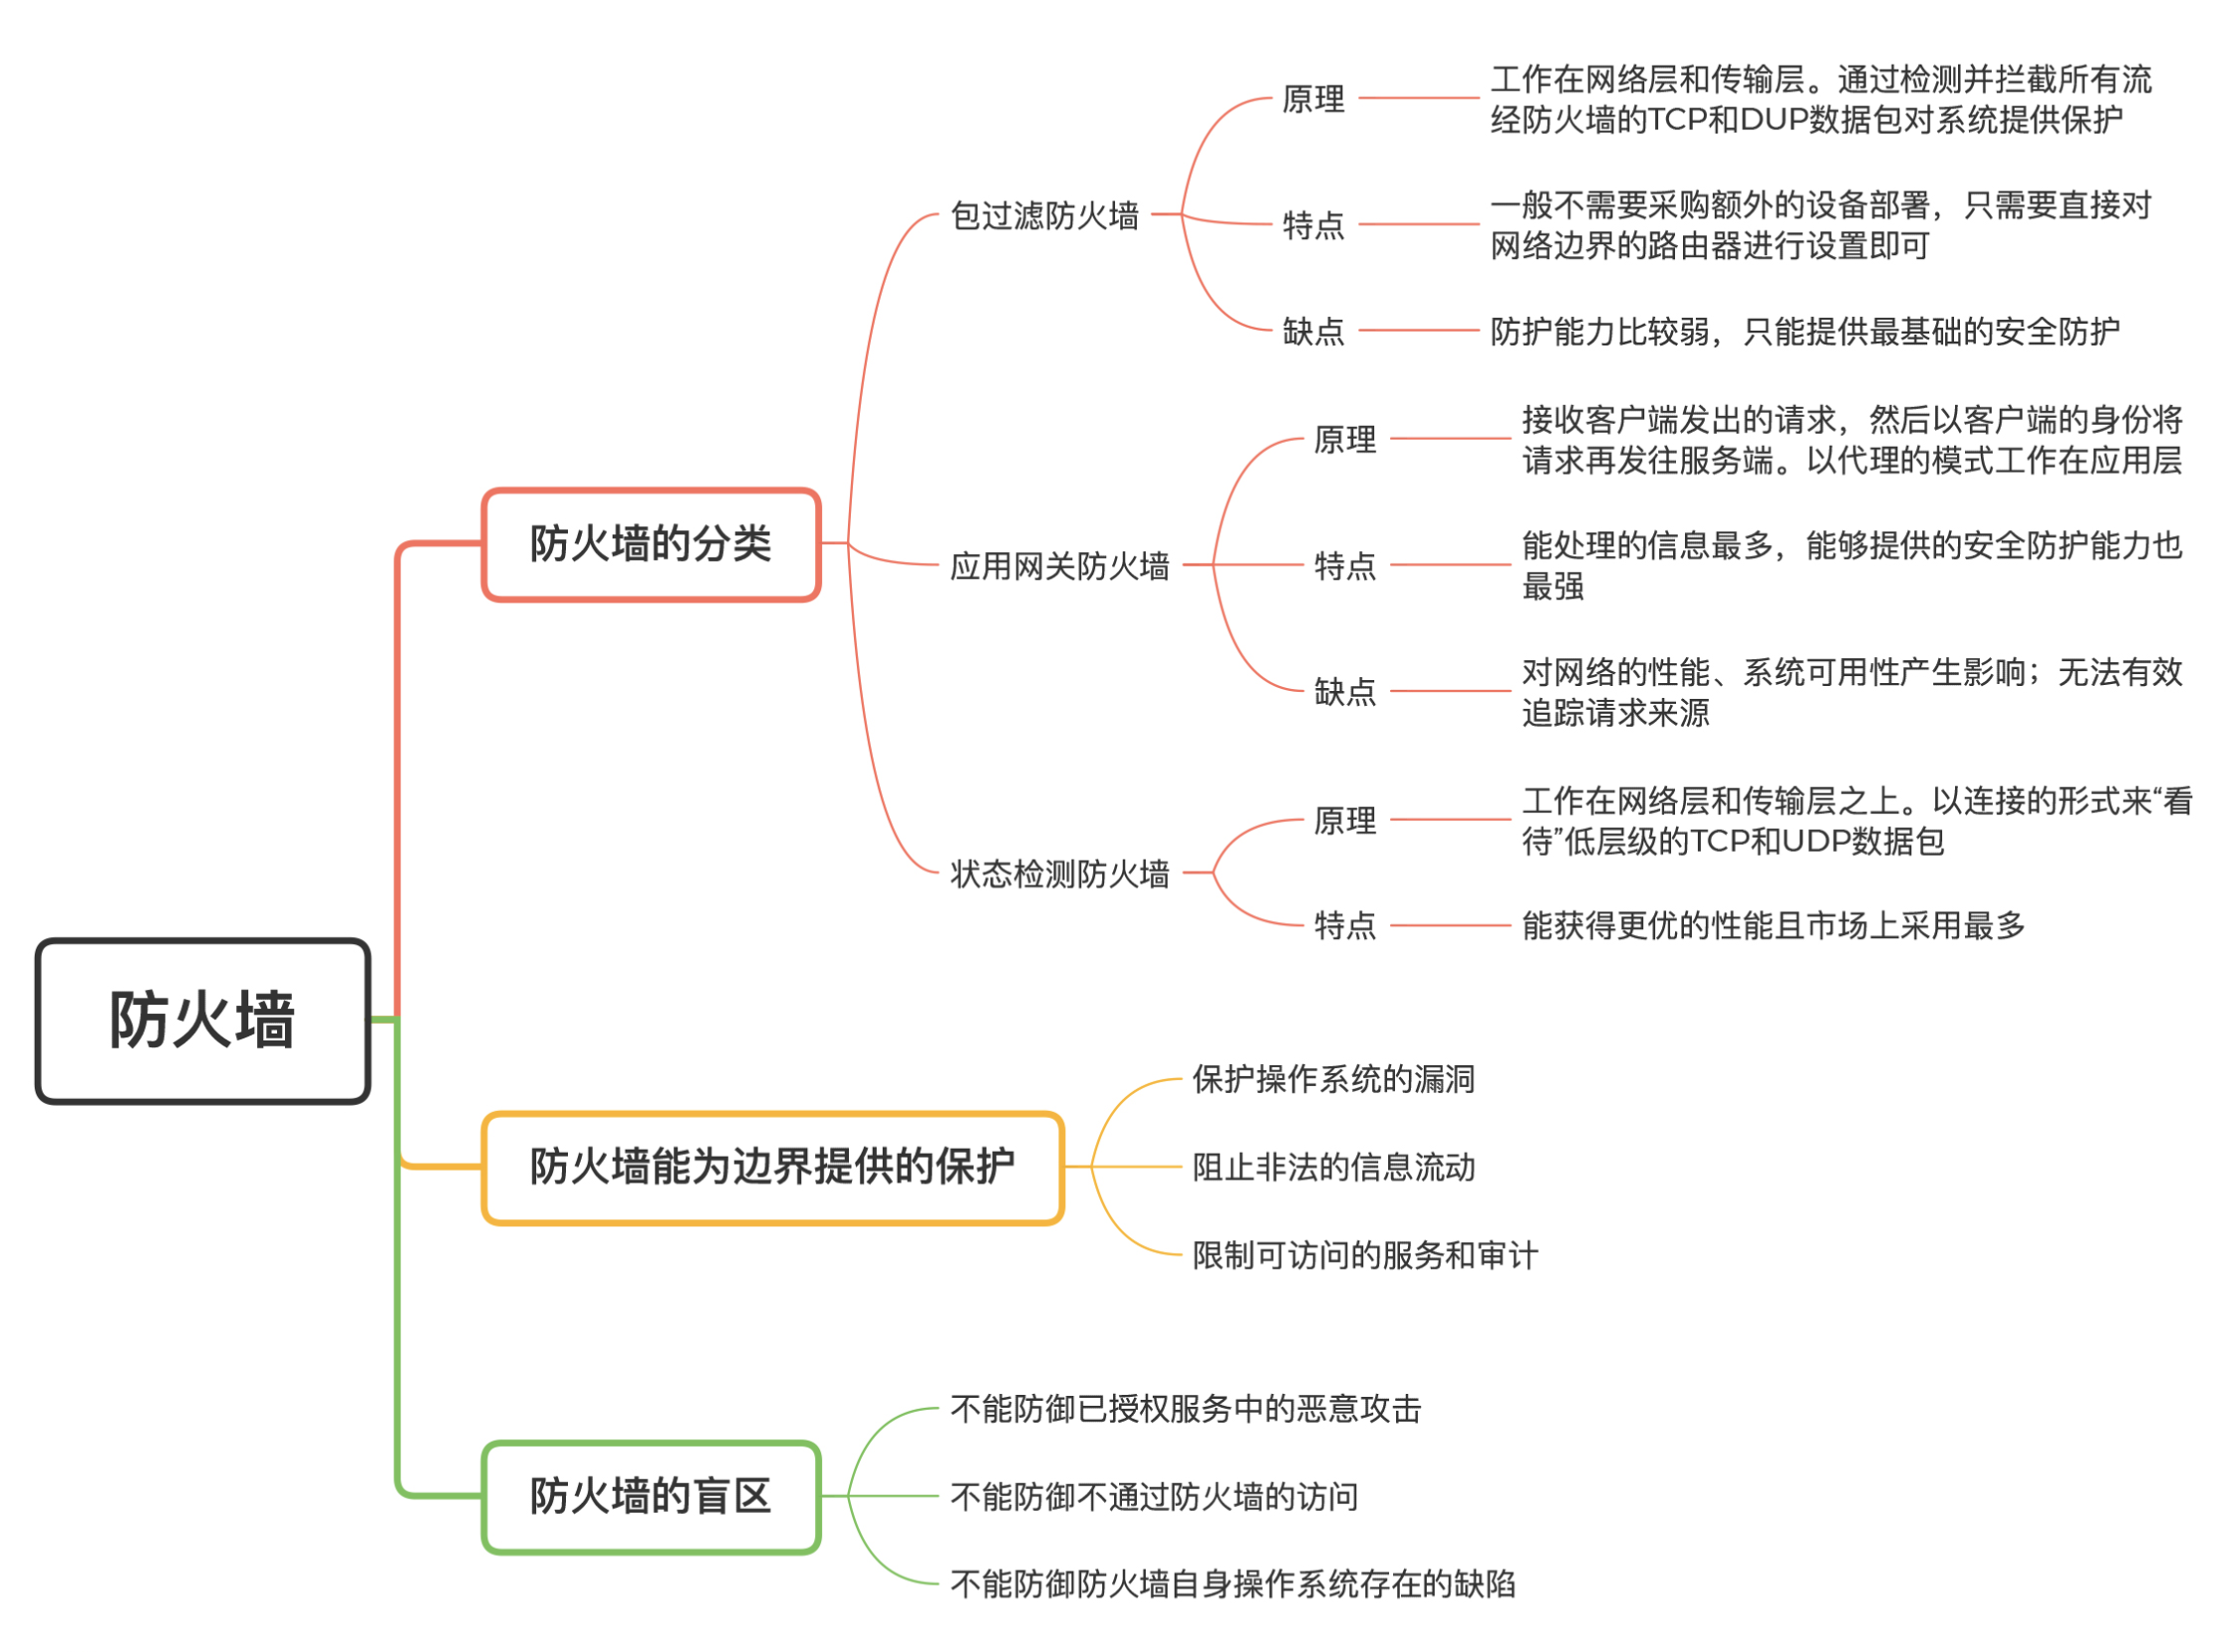 防火墙
防火墙的分类
包过滤防火墙
原理
工作在网络层和传输层。通过检测并拦截所有流
经防火墙的TCP和DUP数据包对系统提供保护
特点
一般不需要采购额外的设备部署，只需要直接对
网络边界的路由器进行设置即可
缺点
防护能力比较弱，只能提供最基础的安全防护
应用网关防火墙
原理
接收客户端发出的请求，然后以客户端的身份将
请求再发往服务端。以代理的模式工作在应用层
特点
能处理的信息最多，能够提供的安全防护能力也
最强
缺点
对网络的性能、系统可用性产生影响；无法有效
追踪请求来源
状态检测防火墙
原理
工作在网络层和传输层之上。以连接的形式来“看
待”低层级的TCP和UDP数据包
特点
能获得更优的性能且市场上采用最多
防火墙能为边界提供的保护
保护操作系统的漏洞
阻止非法的信息流动
限制可访问的服务和审计
防火墙的盲区
不能防御已授权服务中的恶意攻击
不能防御不通过防火墙的访问
不能防御防火墙自身操作系统存在的缺陷